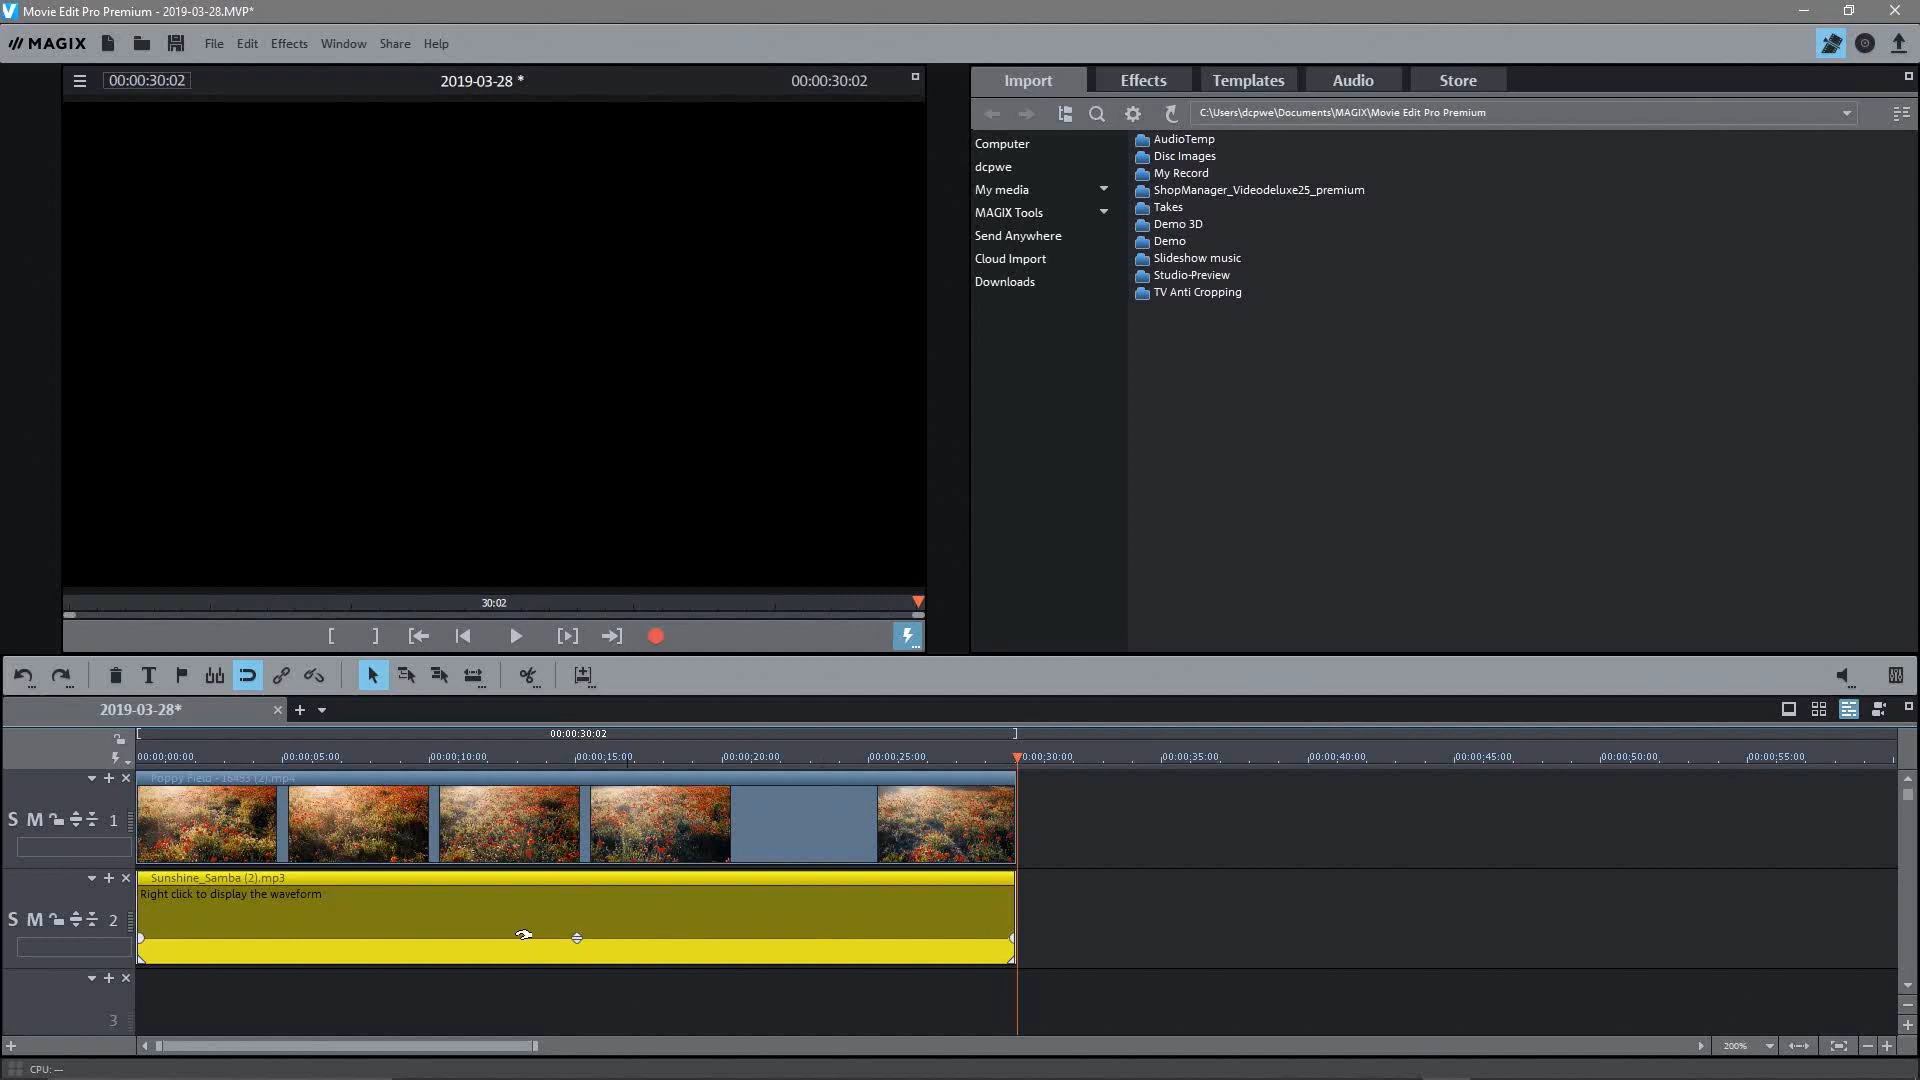 Movie Edit Pro Premium - 2019-03-28.MVP*
MAGIX
File Edit Effects Window Share Help
00:00:30:02
2019-03-28 *
00:00:30:02
Import Effects Templates Audio Store
C:\Users\dcpwe\Documents\MAGIX\Movie Edit Pro Premium
Computer
dcpwe
My media
MAGIX Tools
Send Anywhere
Cloud Import
Downloads
AudioTemp
Disc Images
My Record
ShopManager_Videodeluxe25_premium
Takes
Demo 3D
Demo
Slideshow music
Studio-Preview
TV Anti Cropping
30:02
2019-03-28*
00:00:30:02
00:00;00;00 00:00;05;00 00:00;10;00 00:00;15;00 00:00;20;00 00:00;25;00 00:00;30;00 00:00;35;00 00:00;40;00 00:00;45;00 00:00;50;00 00:00;55;00
Poppy Field - 16453 (2).mp4
S M 1
Sunshine_Samba (2).mp3
Right click to display the waveform
S M 2
3
200%
CPU: —